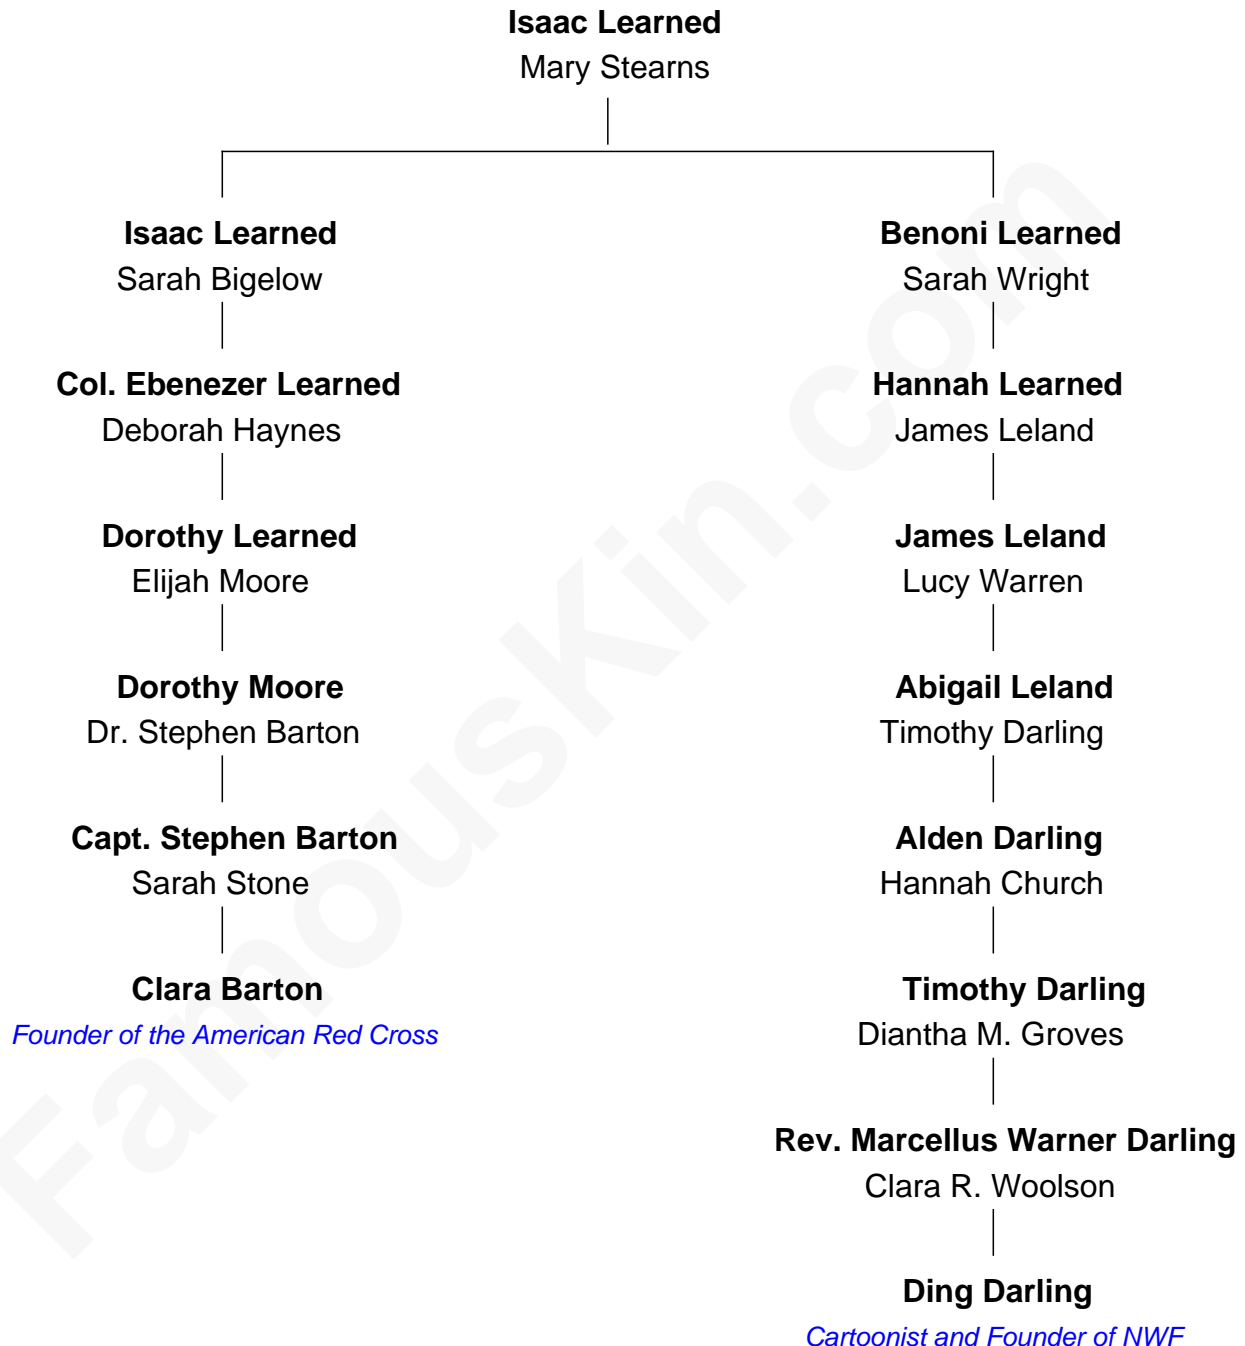 Isaac Learned
Mary Stearns
Isaac Learned
Sarah Bigelow
Col. Ebenezer Learned
Deborah Haynes
Dorothy Learned
Elijah Moore
Dorothy Moore
Dr. Stephen Barton
Capt. Stephen Barton
Sarah Stone
Clara Barton
Founder of the American Red Cross
Benoni Learned
Sarah Wright
Hannah Learned
James Leland
James Leland
Lucy Warren
Abigail Leland
Timothy Darling
Alden Darling
Hannah Church
Timothy Darling
Diantha M. Groves
Rev. Marcellus Warner Darling
Clara R. Woolson
Ding Darling
Cartoonist and Founder of NWF
FamousKin.com